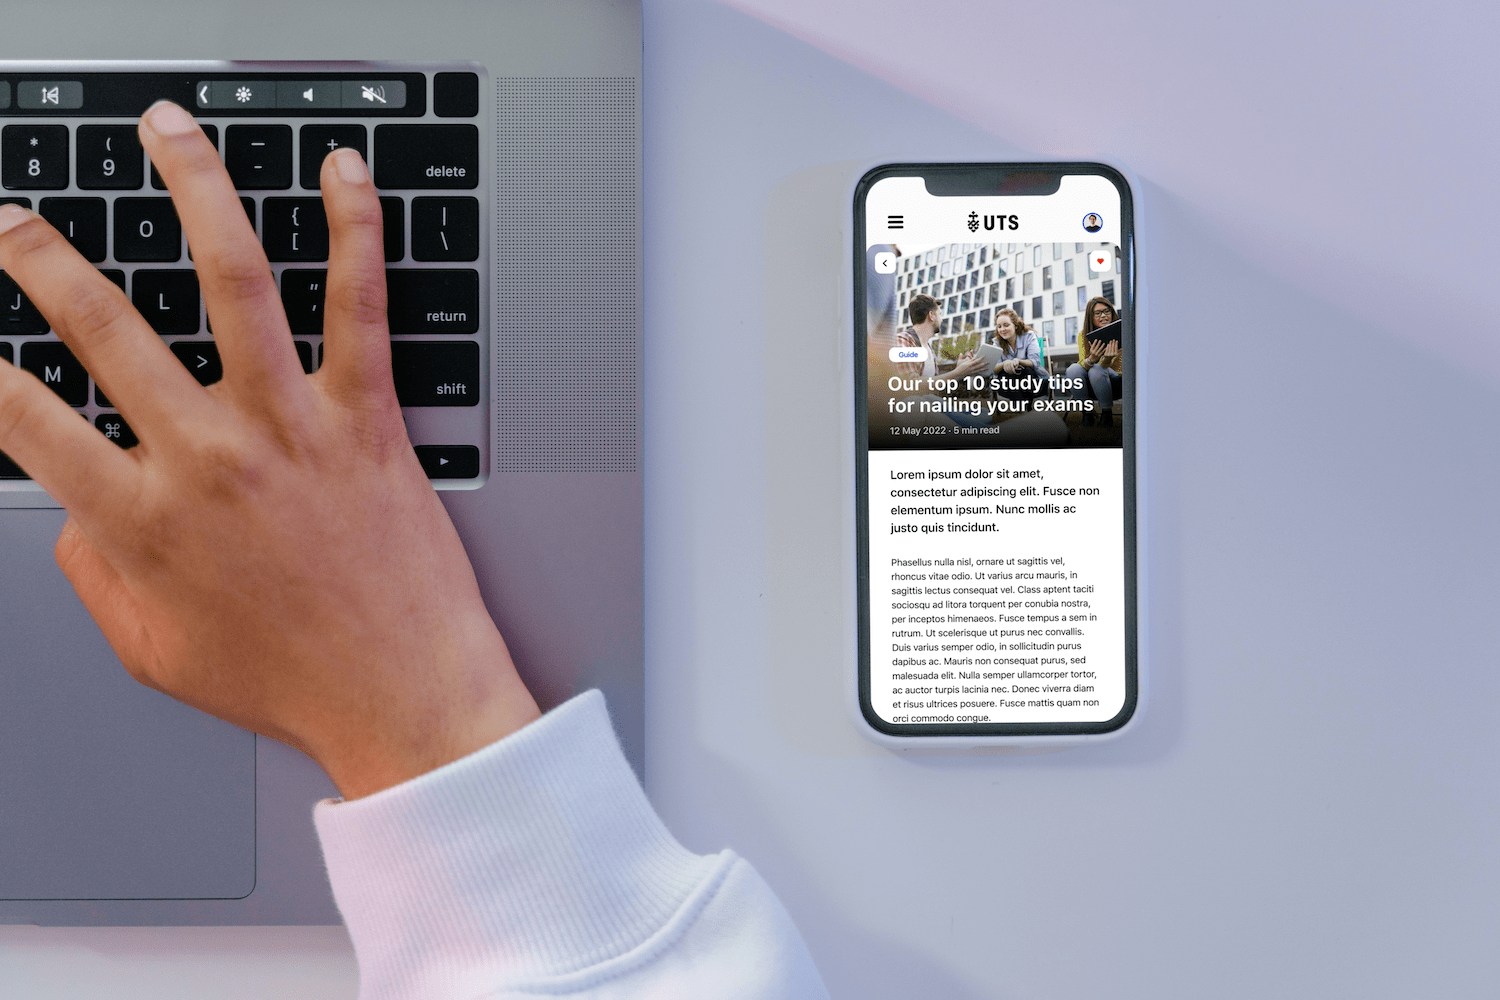 *
8
(
9
–
-
+
delete
I
O
{
[
|
\
J
L
"
;
return
M
>
shift
⌘
UTS
Guide
Our top 10 study tips
for nailing your exams
12 May 2022 · 5 min read
Lorem ipsum dolor sit amet,
consectetur adipiscing elit. Fusce non
elementum ipsum. Nunc mollis ac
justo quis tincidunt.
Phasellus nulla nisl, ornare ut sagittis vel,
rhoncus vitae odio. Ut varius arcu mauris, in
sagittis lectus consequat vel. Class aptent taciti
sociosqu ad litora torquent per conubia nostra,
per inceptos himenaeos. Fusce tempus a sem in
rutrum. Ut scelerisque ut purus nec convallis.
Duis varius semper odio, in sollicitudin purus
dapibus ac. Mauris non consequat purus, sed
malesuada elit. Nulla semper ullamcorper tortor,
ac auctor turpis lacinia nec. Donec viverra diam
et risus ultrices posuere. Fusce mattis quam non
orci commodo congue.